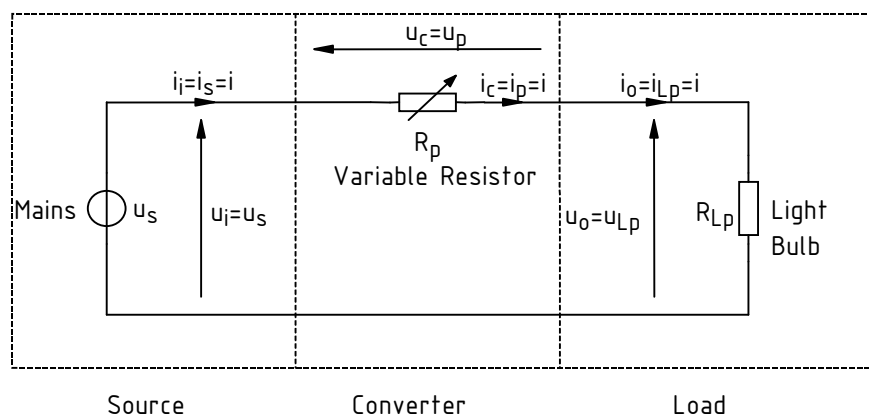 u_c=u_p
i_i=i_s=i
i_c=i_p=i
i_o=i_Lp=i
R_p
Variable Resistor
Mains
u_s
u_i=u_s
u_o=u_Lp
R_Lp
Light
Bulb
Source
Converter
Load